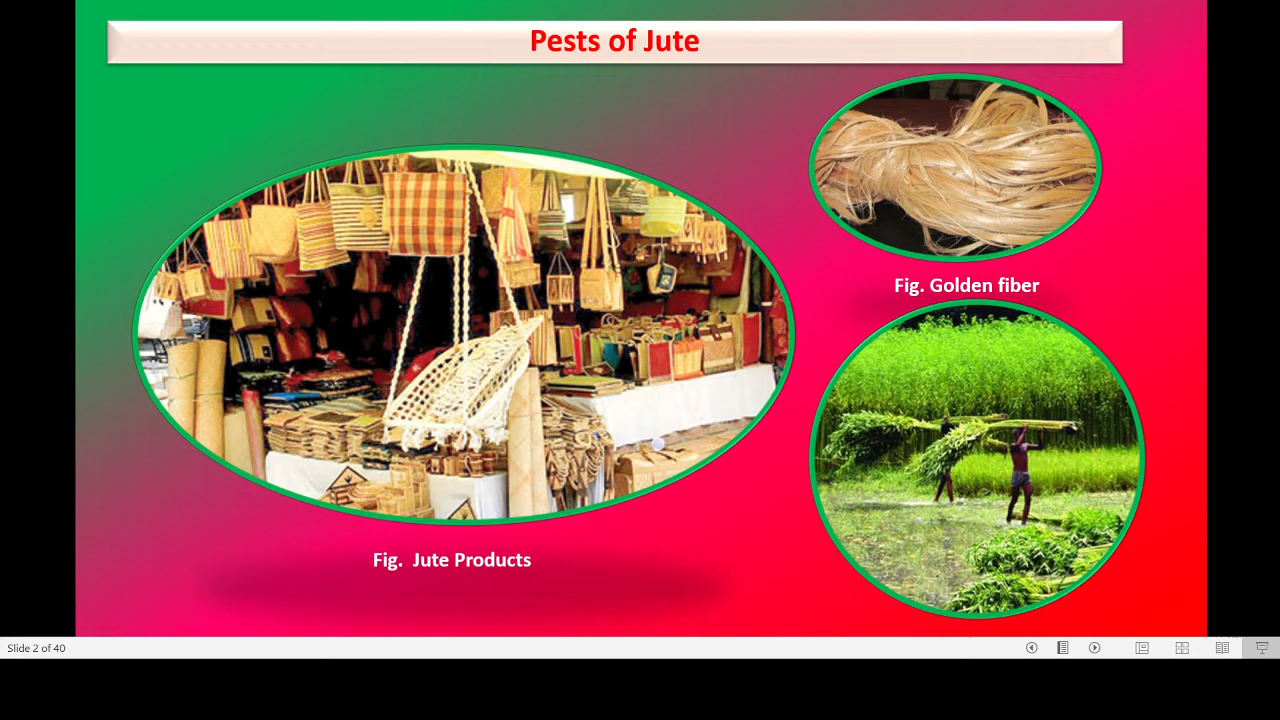 Pests of Jute
Fig. Golden fiber
Fig. Jute Products
Slide 2 of 40